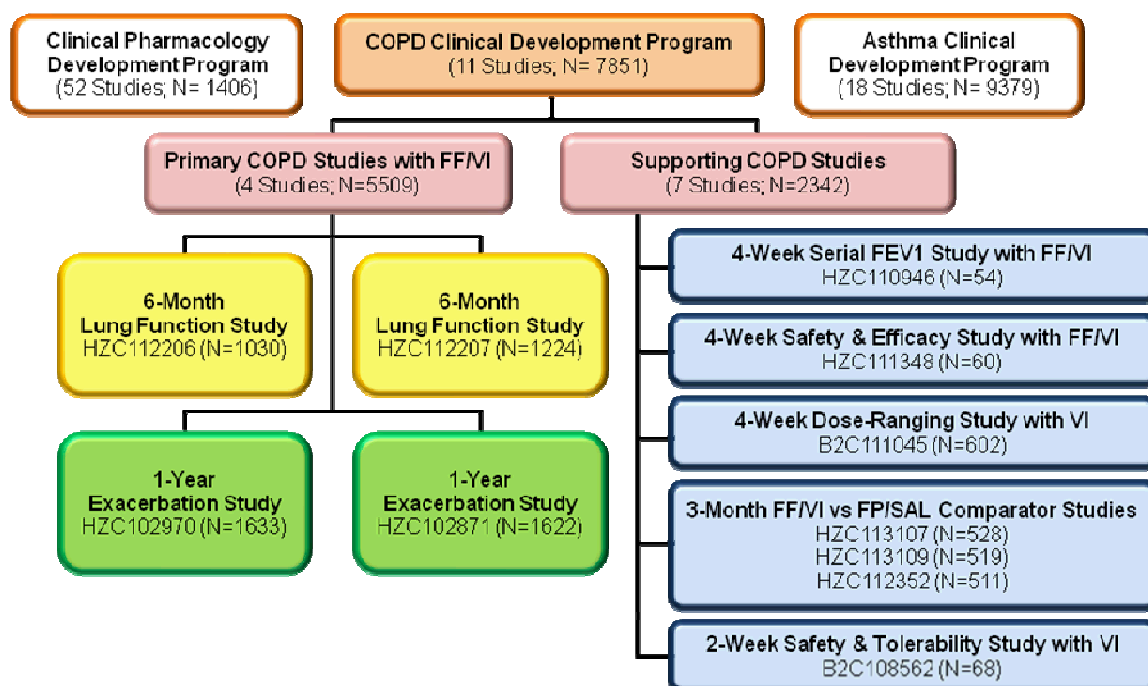 Clinical Pharmacology
Development Program
(52 Studies; N= 1406)
COPD Clinical Development Program
(11 Studies; N= 7851)
Asthma Clinical
Development Program
(18 Studies; N= 9379)
Primary COPD Studies with FF/VI
(4 Studies; N=5509)
Supporting COPD Studies
(7 Studies; N=2342)
6-Month
Lung Function Study
HZC112206 (N=1030)
6-Month
Lung Function Study
HZC112207 (N=1224)
1-Year
Exacerbation Study
HZC102970 (N=1633)
1-Year
Exacerbation Study
HZC102871 (N=1622)
4-Week Serial FEV1 Study with FF/VI
HZC110946 (N=54)
4-Week Safety & Efficacy Study with FF/VI
HZC111348 (N=60)
4-Week Dose-Ranging Study with VI
B2C111045 (N=602)
3-Month FF/VI vs FP/SAL Comparator Studies
HZC113107 (N=528)
HZC113109 (N=519)
HZC112352 (N=511)
2-Week Safety & Tolerability Study with VI
B2C108562 (N=68)